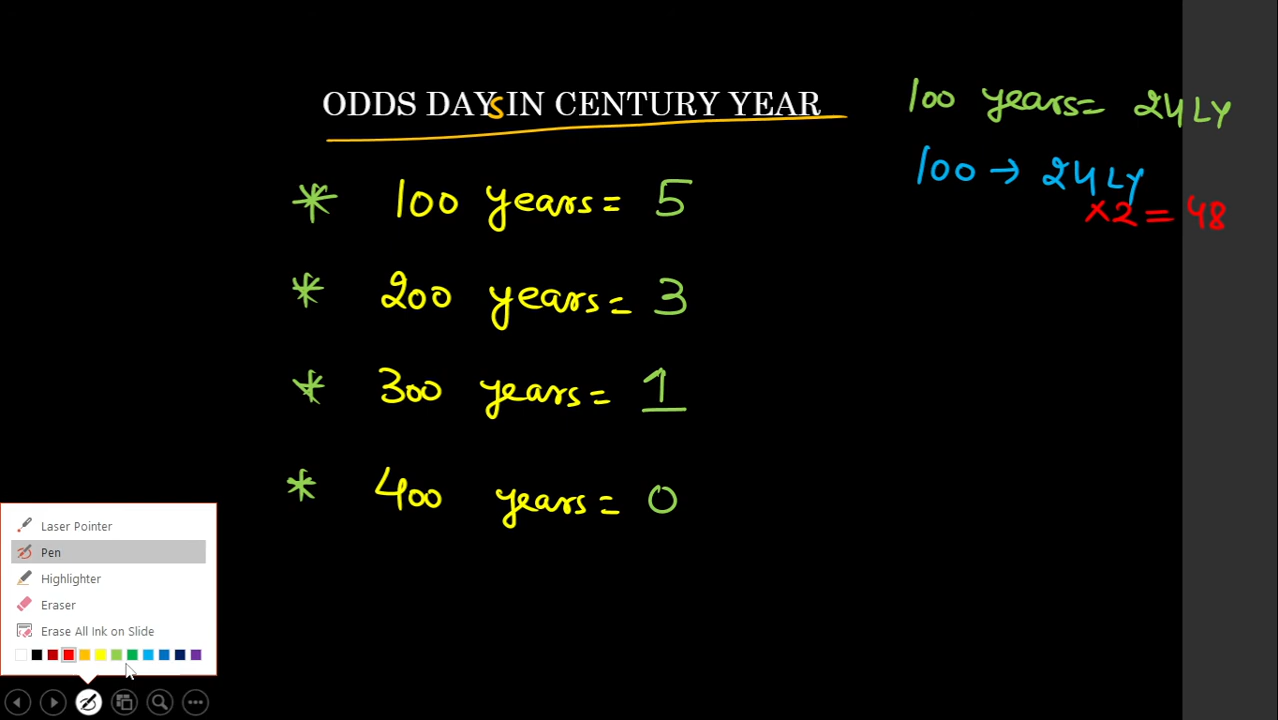 ODDS DAYS IN CENTURY YEAR
* 100 years = 5
* 200 years = 3
* 300 years = 1
* 400 years = 0
100 years = 24 LY
100 → 24 LY
×2 = 48
Laser Pointer
Pen
Highlighter
Eraser
Erase All Ink on Slide